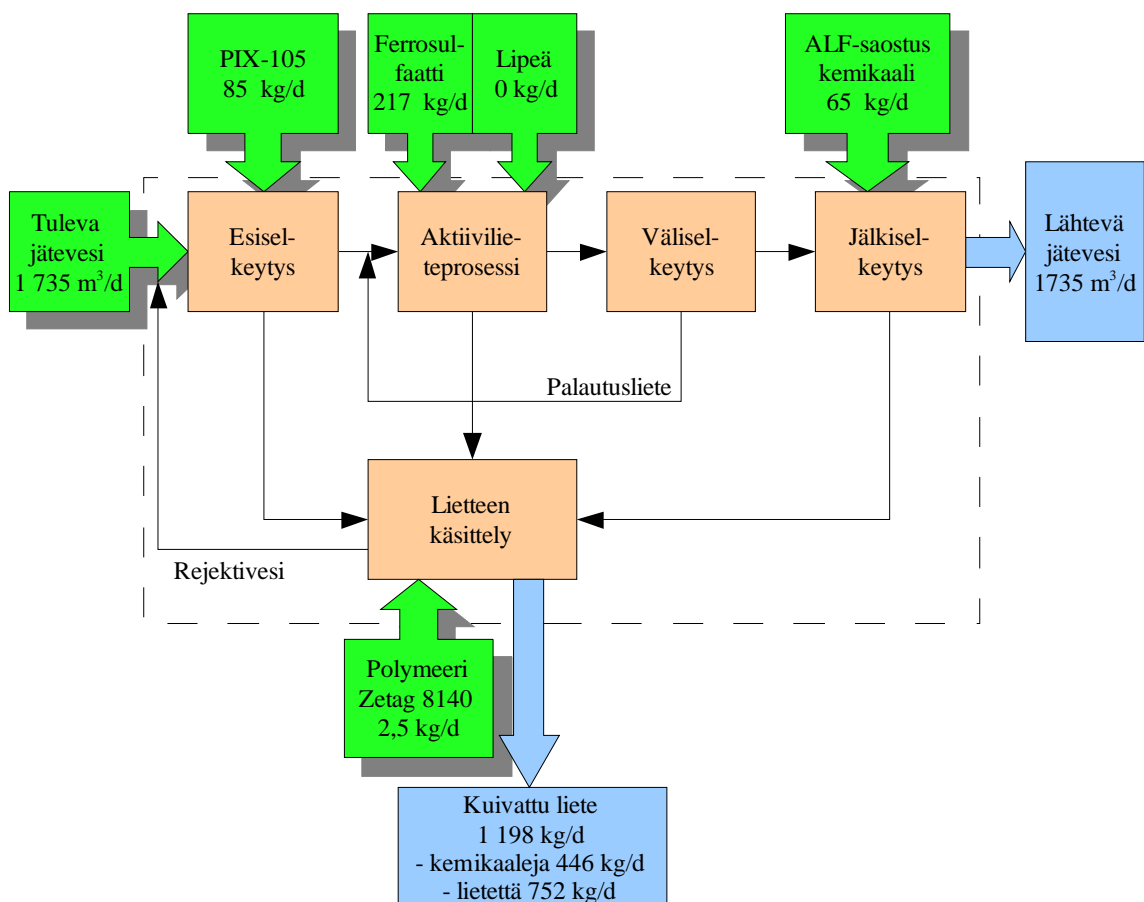 PIX-105
85 kg/d
Ferrosul-
faatti
217 kg/d
Lipeä
0 kg/d
ALF-saostus
kemikaali
65 kg/d
Tuleva
jätevesi
1 735 m³/d
Esisel-
keytys
Aktiivilie-
teprosessi
Välisel-
keytys
Jälkisel-
keytys
Lähtevä
jätevesi
1735 m³/d
Palautusliete
Lietteen
käsittely
Rejektivesi
Polymeeri
Zetag 8140
2,5 kg/d
Kuivattu liete
1 198 kg/d
- kemikaaleja 446 kg/d
- lietettä 752 kg/d